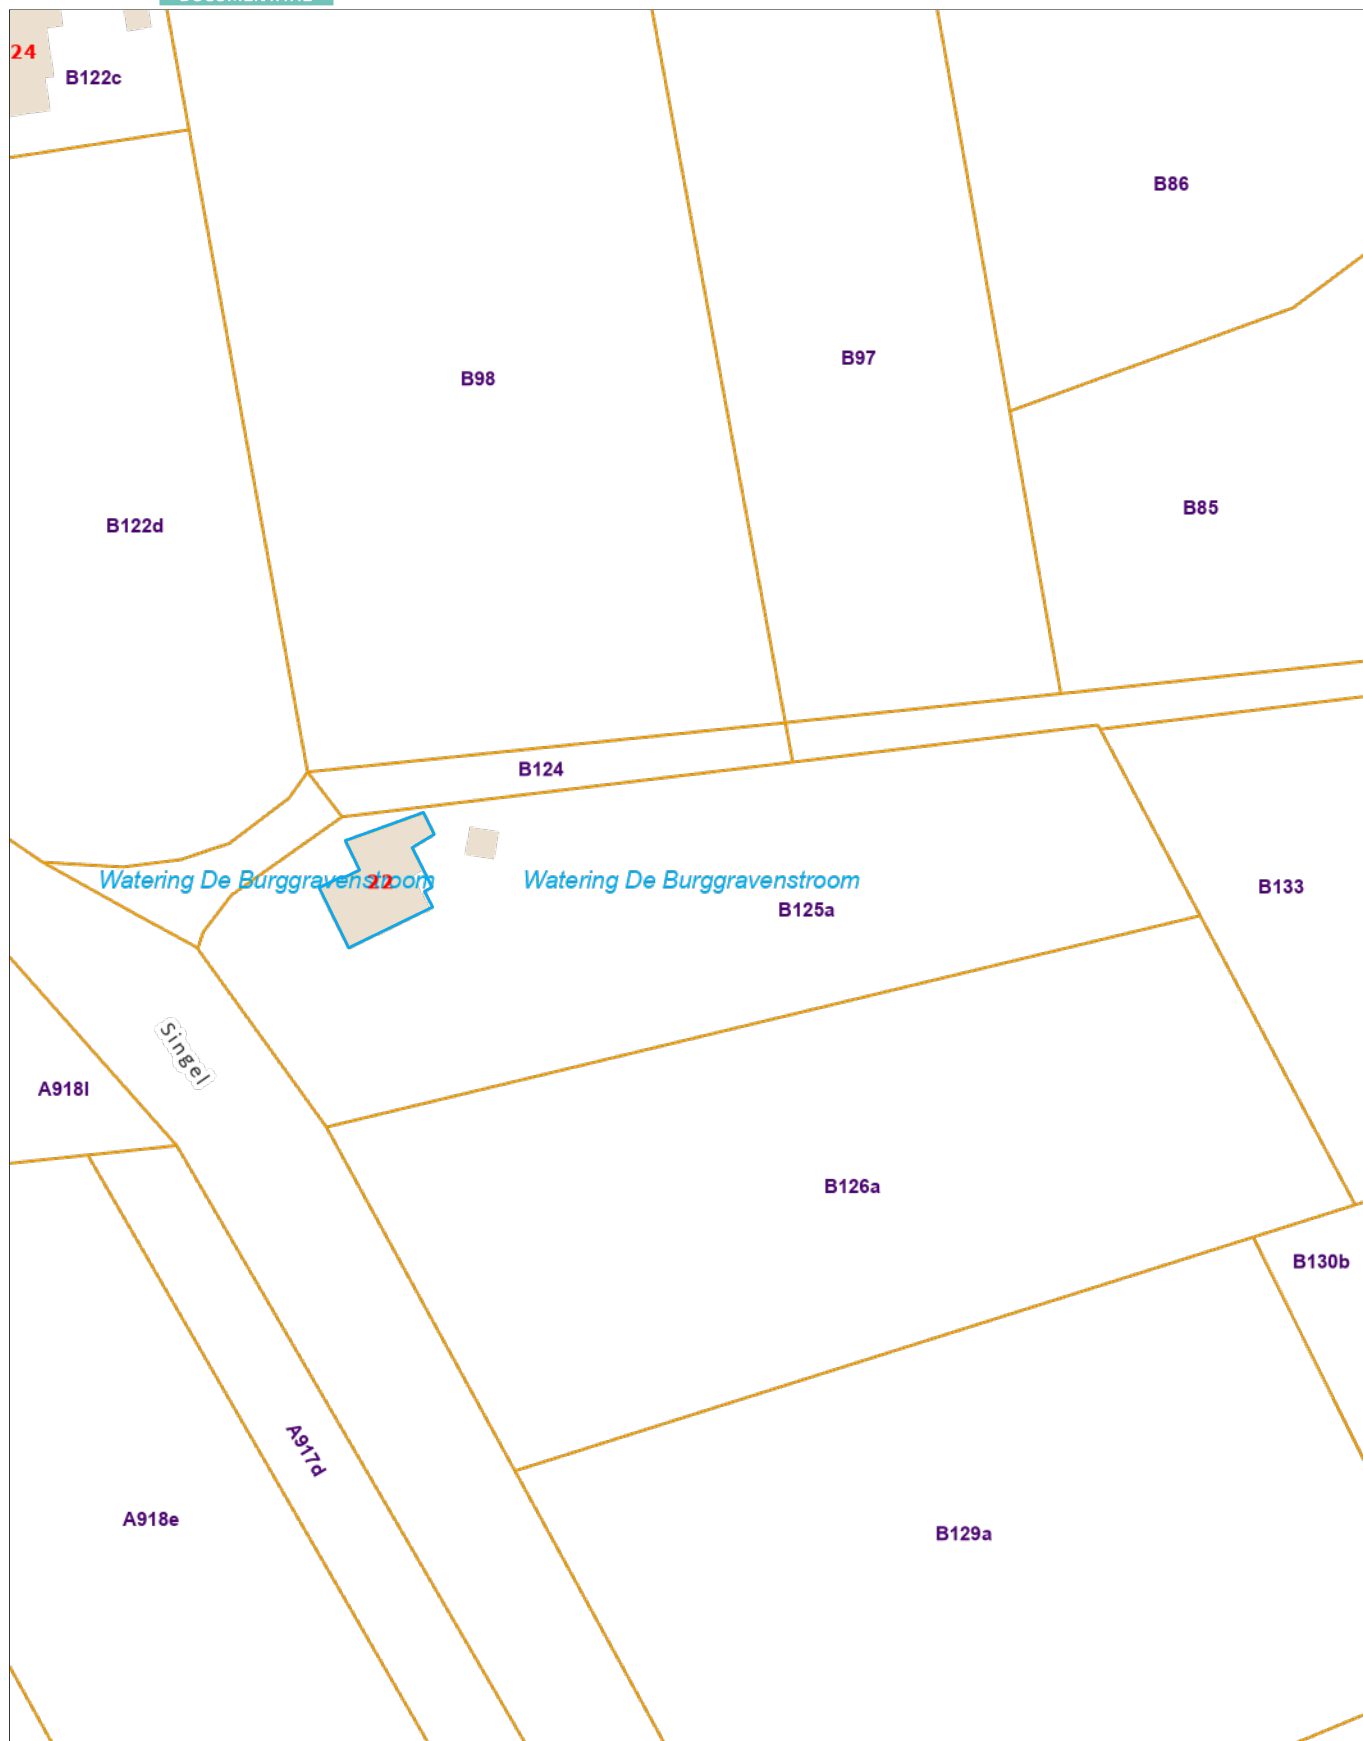 24
B122c
B86
B98
B97
B85
B122d
B124
Watering De Burggravenstroom
22
Watering De Burggravenstroom
B125a
B133
Singel
A918l
B126a
B130b
A917d
A918e
B129a